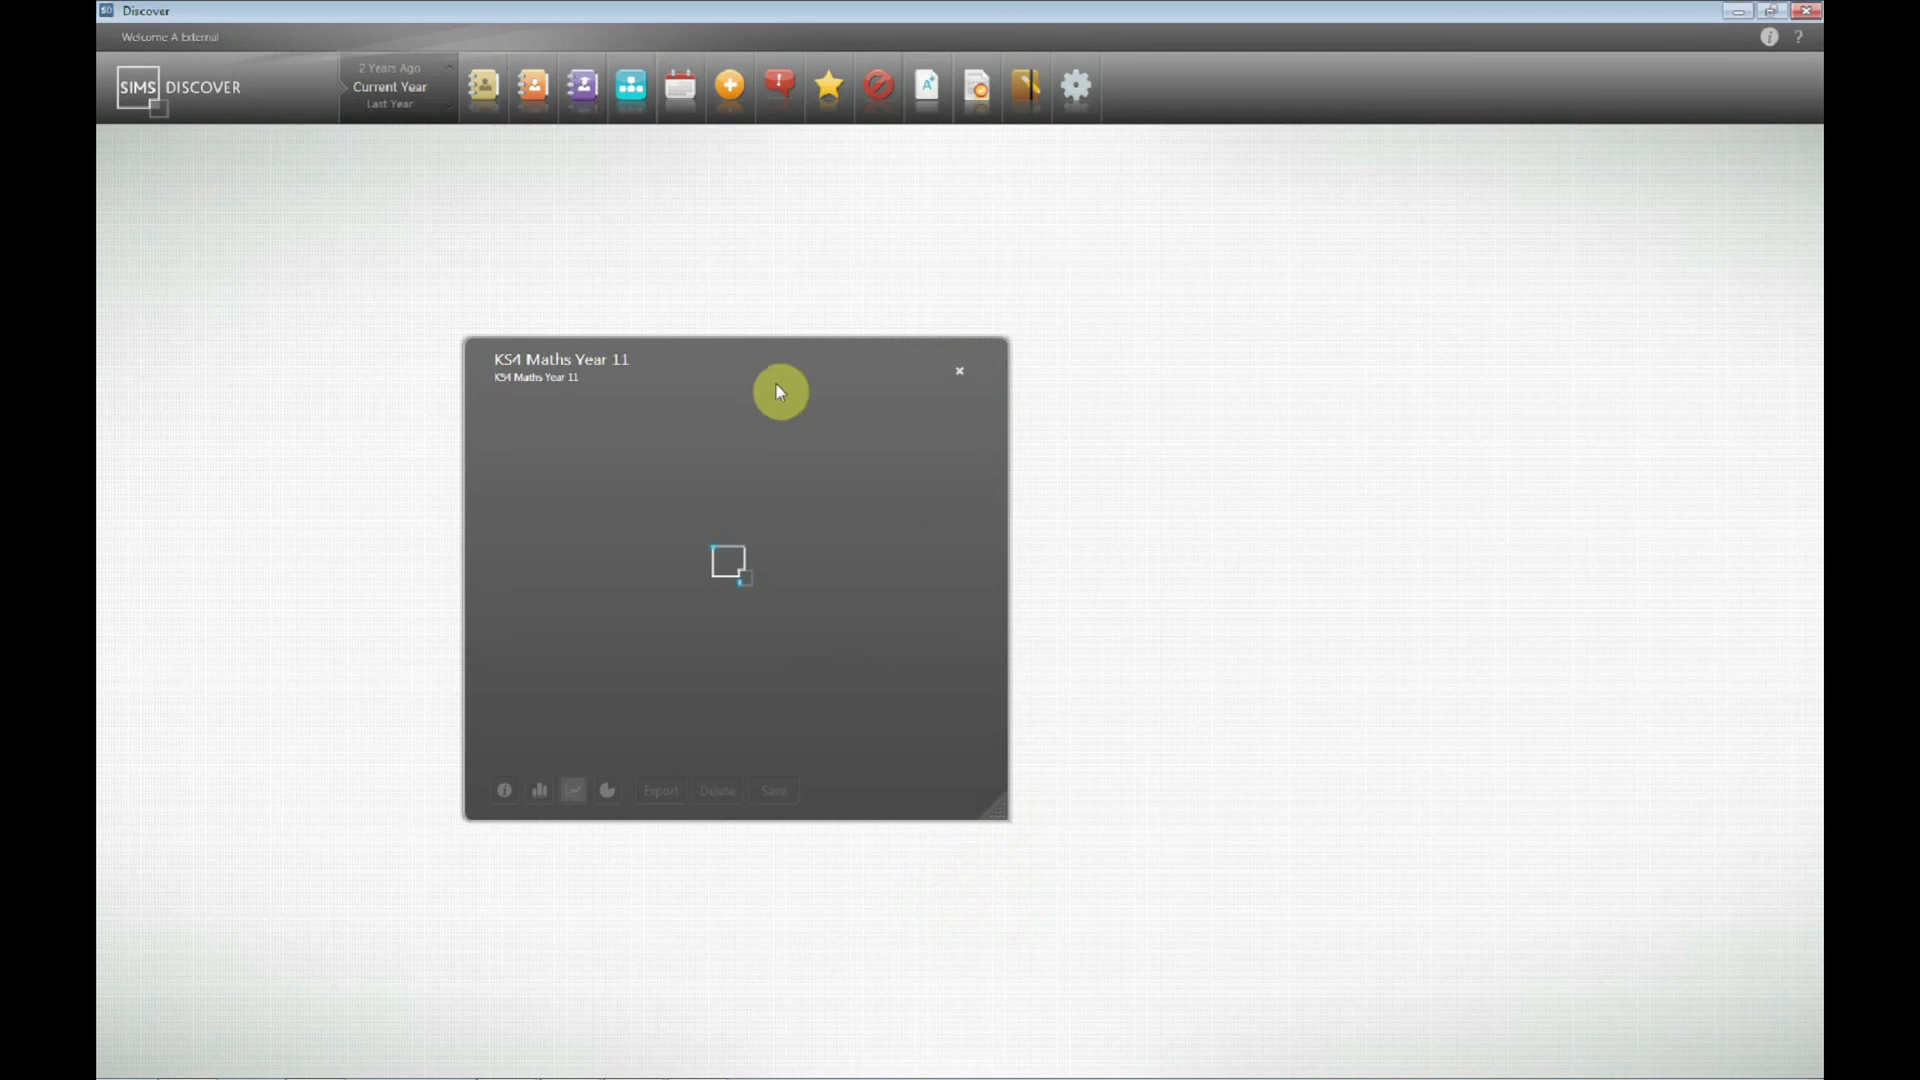 SD Discover
Welcome A External
SIMS DISCOVER
2 Years Ago
Current Year
Last Year
A+
KS4 Maths Year 11
KS4 Maths Year 11
Export Delete Save